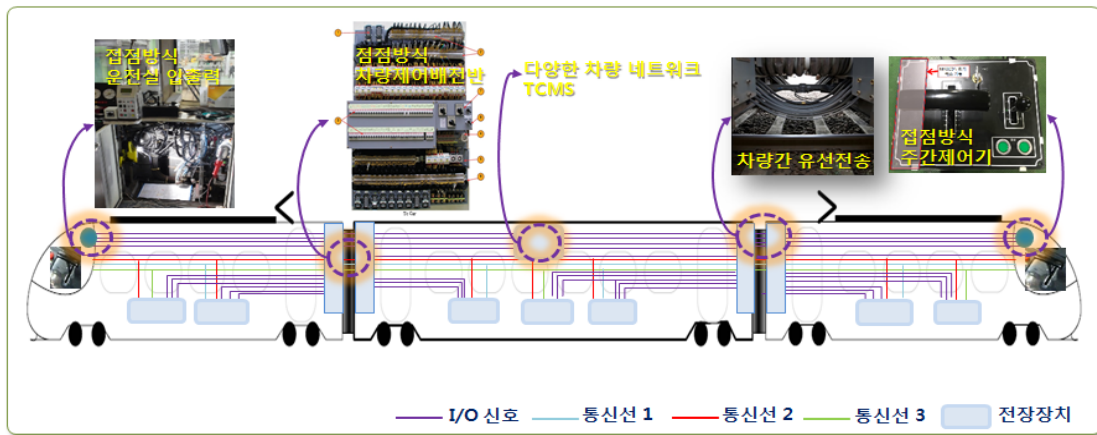 접점방식
운전실 입출력
점점방식
차량제어배전반
다양한 차량 네트워크
TCMS
차량간 유선전송
접점방식
주간제어기
I/O 신호
통신선 1
통신선 2
통신선 3
전장장치